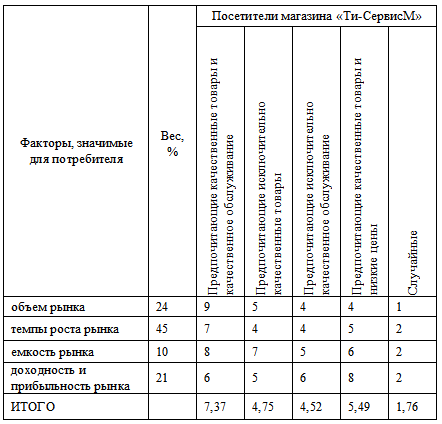 Посетители магазина «Ти-СервисМ»
Факторы, значимые
для потребителя
Вес,
%
Предпочитающие качественные товары и
качественное обслуживание
Предпочитающие исключительно
качественные товары
Предпочитающие исключительно
качественное обслуживание
Предпочитающие качественные товары и
низкие цены
Случайные
объем рынка 24 9 5 4 4 1
темпы роста рынка 45 7 4 4 5 2
емкость рынка 10 8 7 5 6 2
доходность и
прибыльность рынка 21 6 5 6 8 2
ИТОГО 7,37 4,75 4,52 5,49 1,76